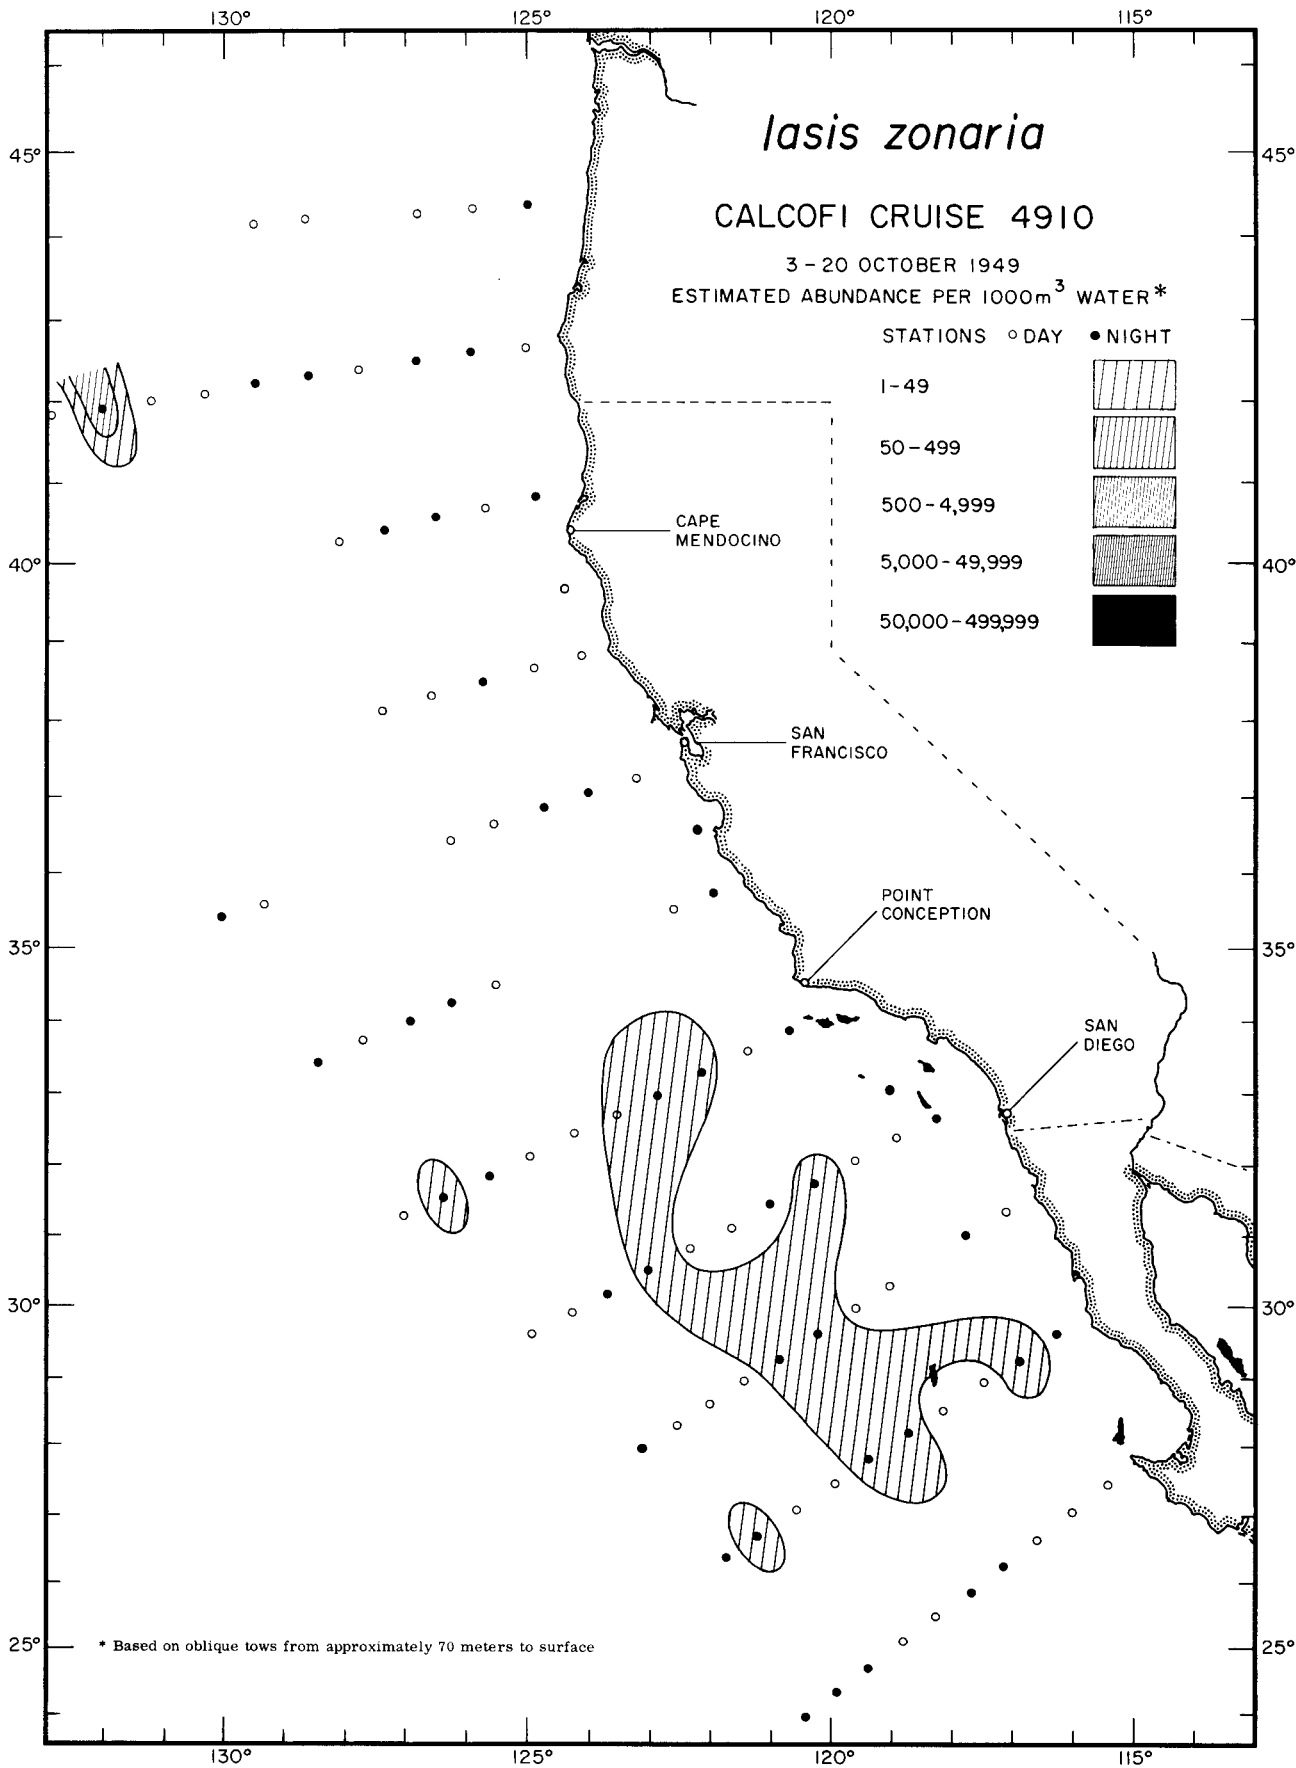 130° 125° 120° 115°
Iasis zonaria
45° 45°
CALCOFI CRUISE 4910
3-20 OCTOBER 1949
ESTIMATED ABUNDANCE PER 1000m³ WATER*
STATIONS ○ DAY ● NIGHT
1-49
50-499
500-4,999
CAPE
MENDOCINO
40° 5,000-49,999 40°
50,000-499,999
SAN
FRANCISCO
POINT
CONCEPTION
35° 35°
SAN
DIEGO
30° 30°
25° * Based on oblique tows from approximately 70 meters to surface 25°
130° 125° 120° 115°